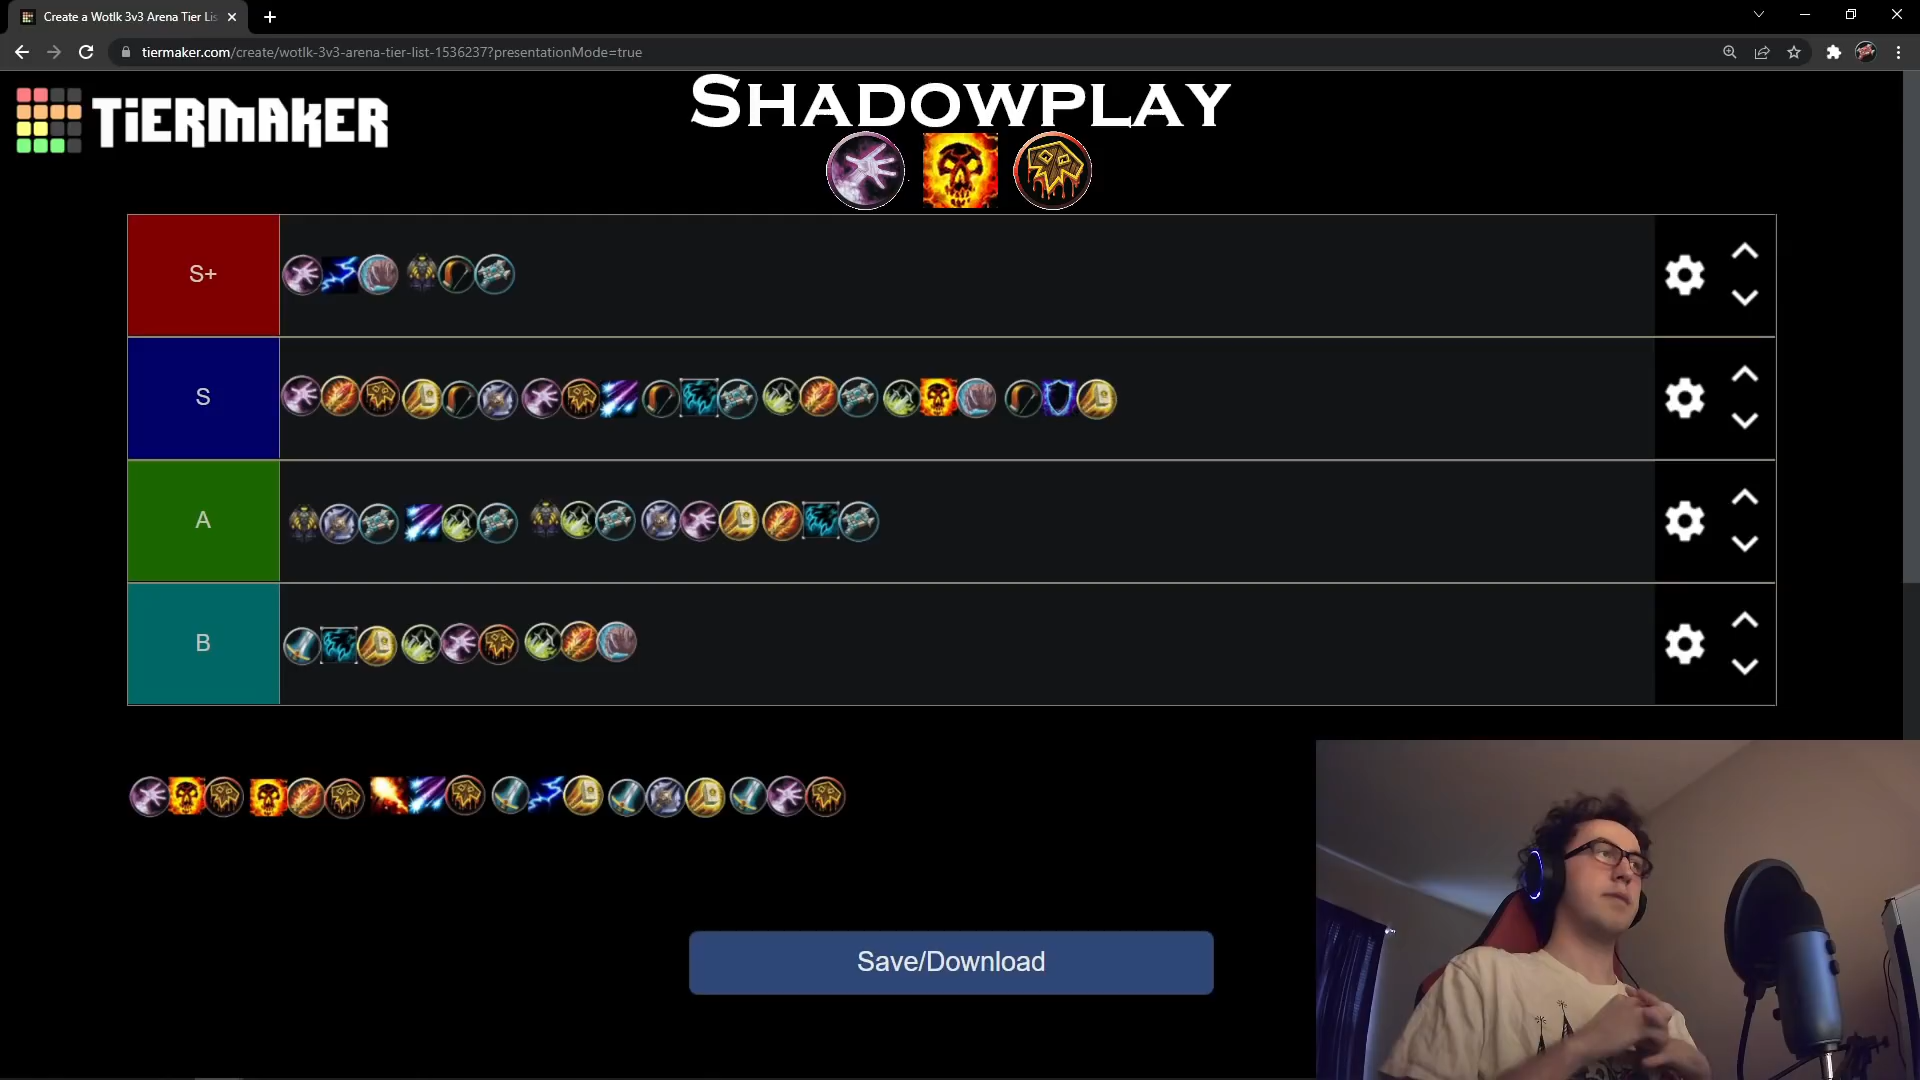 Create a Wotlk 3v3 Arena Tier Lis
tiermaker.com/create/wotlk-3v3-arena-tier-list-1536237?presentationMode=true
TIERMAKER
SHADOWPLAY
S+
S
A
B
Save/Download